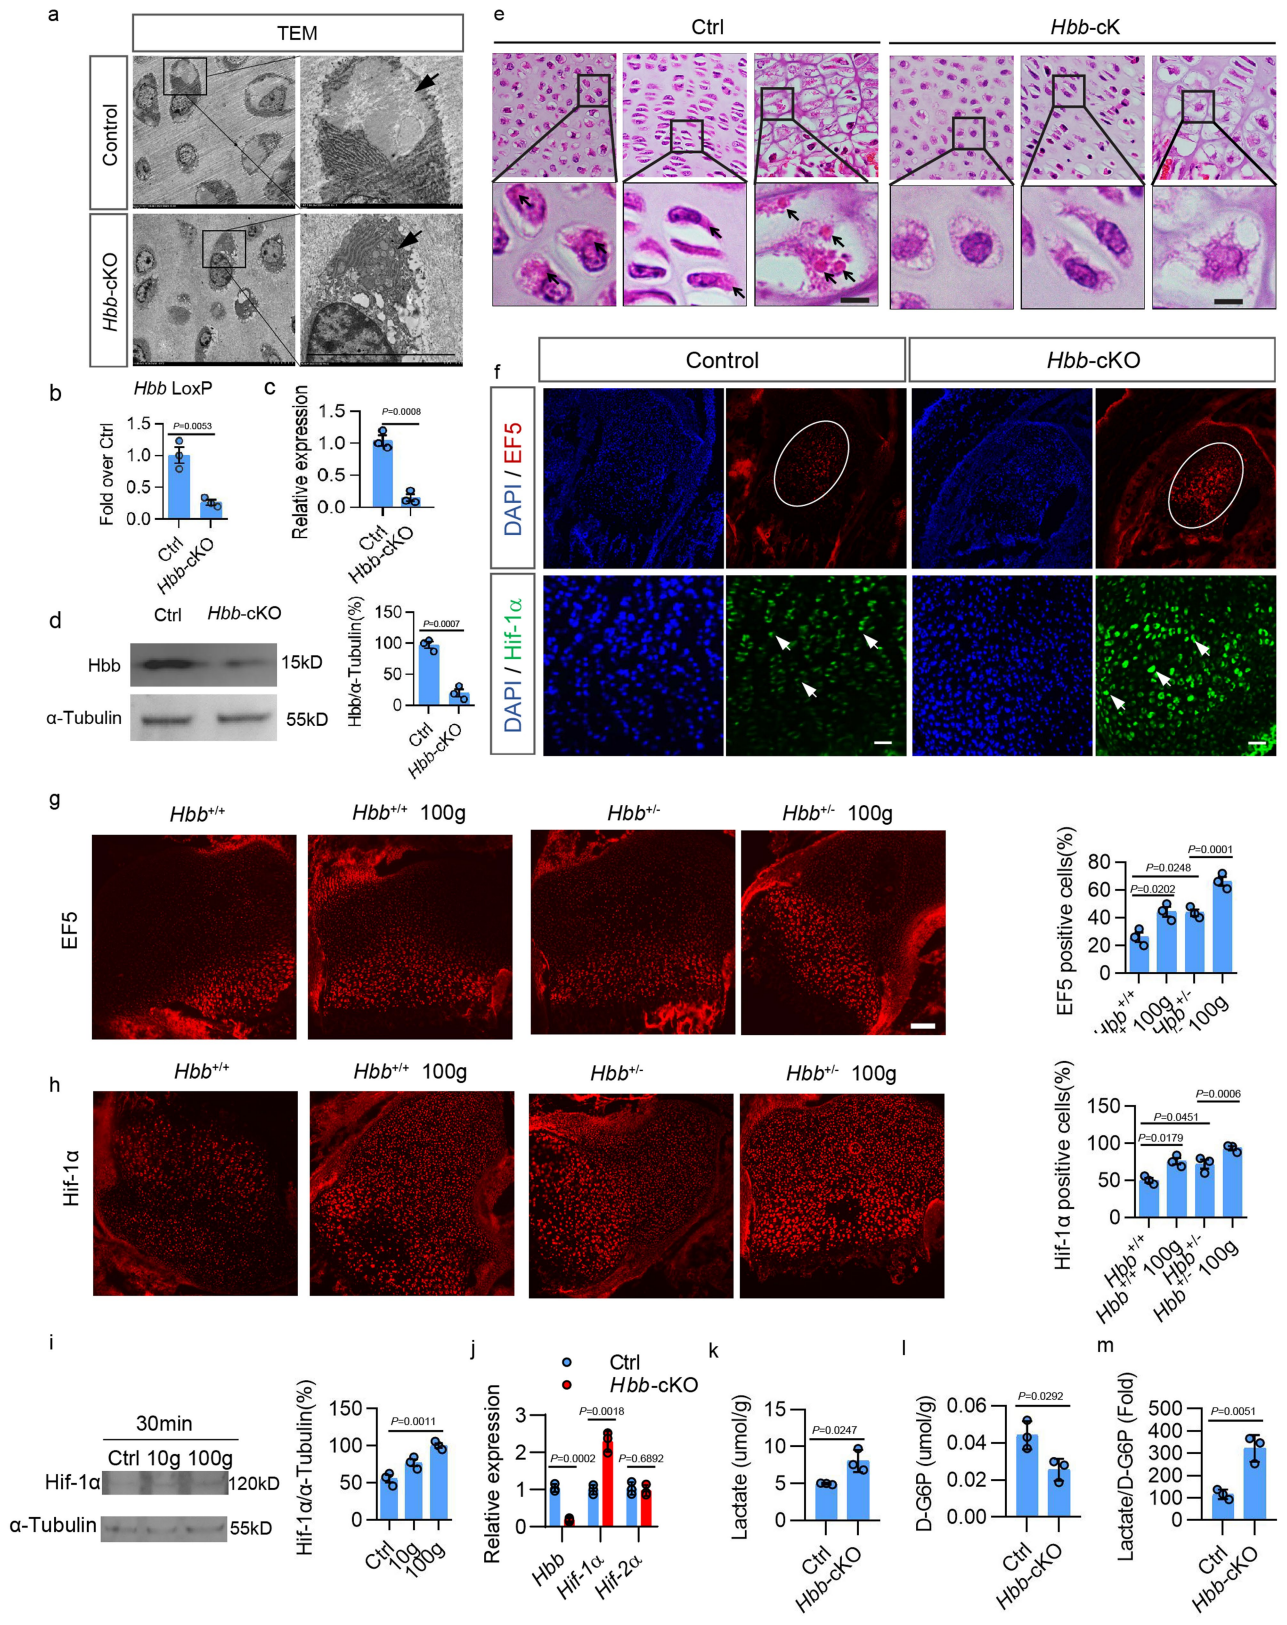 a
TEM
Control
Hbb-cKO
b
Hbb LoxP
Fold over Ctrl
1.5
1.0
0.5
0.0
P=0.0053
Ctrl
Hbb-cKO
c
Relative expression
1.5
1.0
0.5
0.0
P=0.0008
Ctrl
Hbb-cKO
d
Ctrl
Hbb-cKO
Hbb
15kD
α-Tubulin
55kD
Hbb/α-Tubulin(%)
150
100
50
0
P=0.0007
Ctrl
Hbb-cKO
e
Ctrl
Hbb-cK
f
Control
Hbb-cKO
DAPI / EF5
DAPI / Hif-1α
g
Hbb+/+
Hbb+/+ 100g
Hbb+/-
Hbb+/- 100g
EF5
EF5 positive cells(%)
80
60
40
20
0
P=0.0001
P=0.0248
P=0.0202
Hbb+/+
+ 100g
Hbb+/-
- 100g
h
Hbb+/+
Hbb+/+ 100g
Hbb+/-
Hbb+/- 100g
Hif-1α
Hif-1α positive cells(%)
150
100
50
0
P=0.0006
P=0.0451
P=0.0179
Hbb+/+
Hbb+/+ 100g
Hbb+/-
Hbb+/- 100g
i
30min
Ctrl 10g 100g
Hif-1α
120kD
α-Tubulin
55kD
Hif-1α/α-Tubulin(%)
150
100
50
0
P=0.0011
Ctrl
10g
100g
j
Ctrl
Hbb-cKO
Relative expression
3
2
1
0
P=0.0018
P=0.0002
P=0.6892
Hbb
Hif-1α
Hif-2α
k
Lactate (umol/g)
15
10
5
0
P=0.0247
Ctrl
Hbb-cKO
l
D-G6P (umol/g)
0.06
0.04
0.02
0.00
P=0.0292
Ctrl
Hbb-cKO
m
Lactate/D-G6P (Fold)
500
400
300
200
100
0
P=0.0051
Ctrl
Hbb-cKO